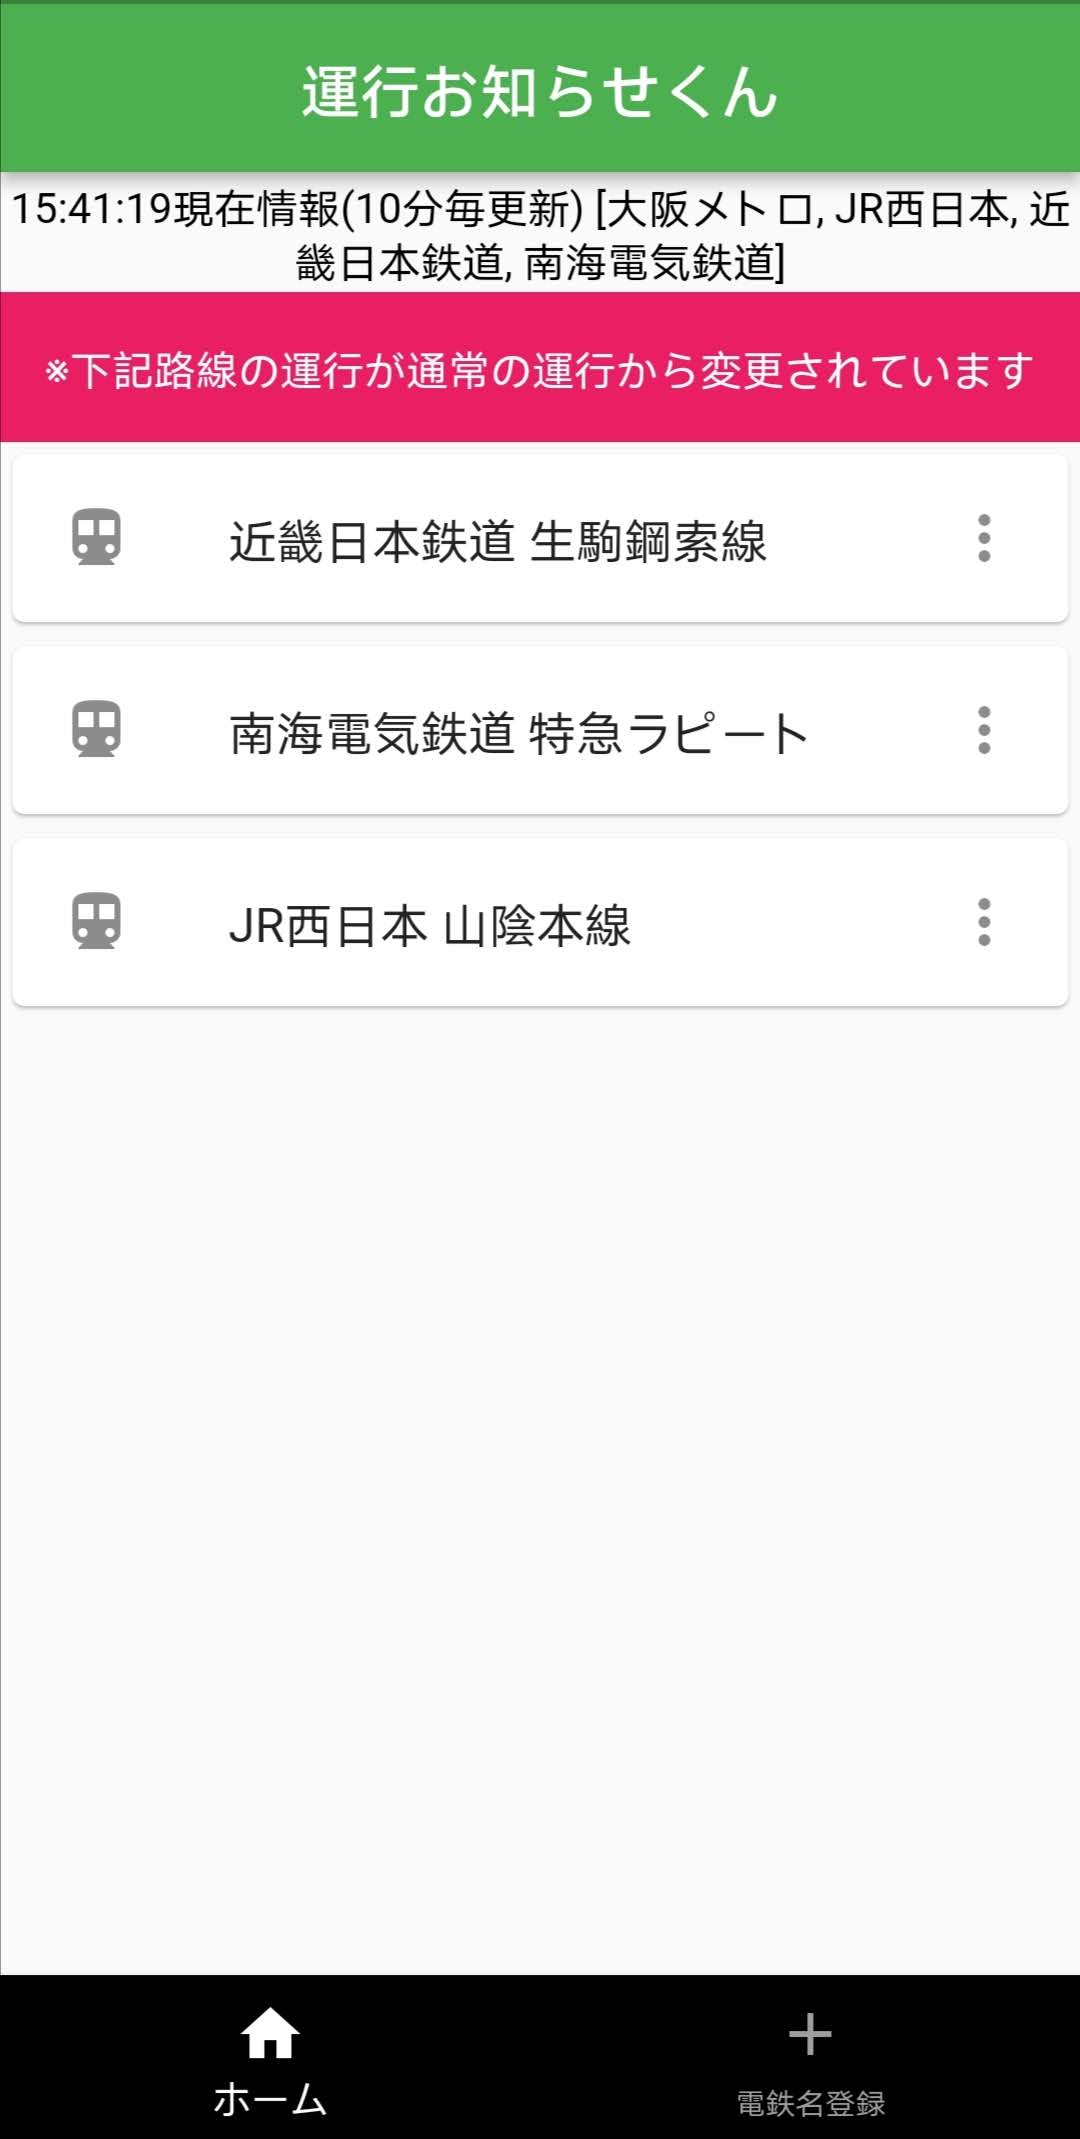 運行お知らせくん
15:41:19現在情報(10分毎更新) [大阪メトロ, JR西日本, 近
畿日本鉄道, 南海電気鉄道]
※下記路線の運行が通常の運行から変更されています
近畿日本鉄道 生駒鋼索線
南海電気鉄道 特急ラピート
JR西日本 山陰本線
ホーム
電鉄名登録